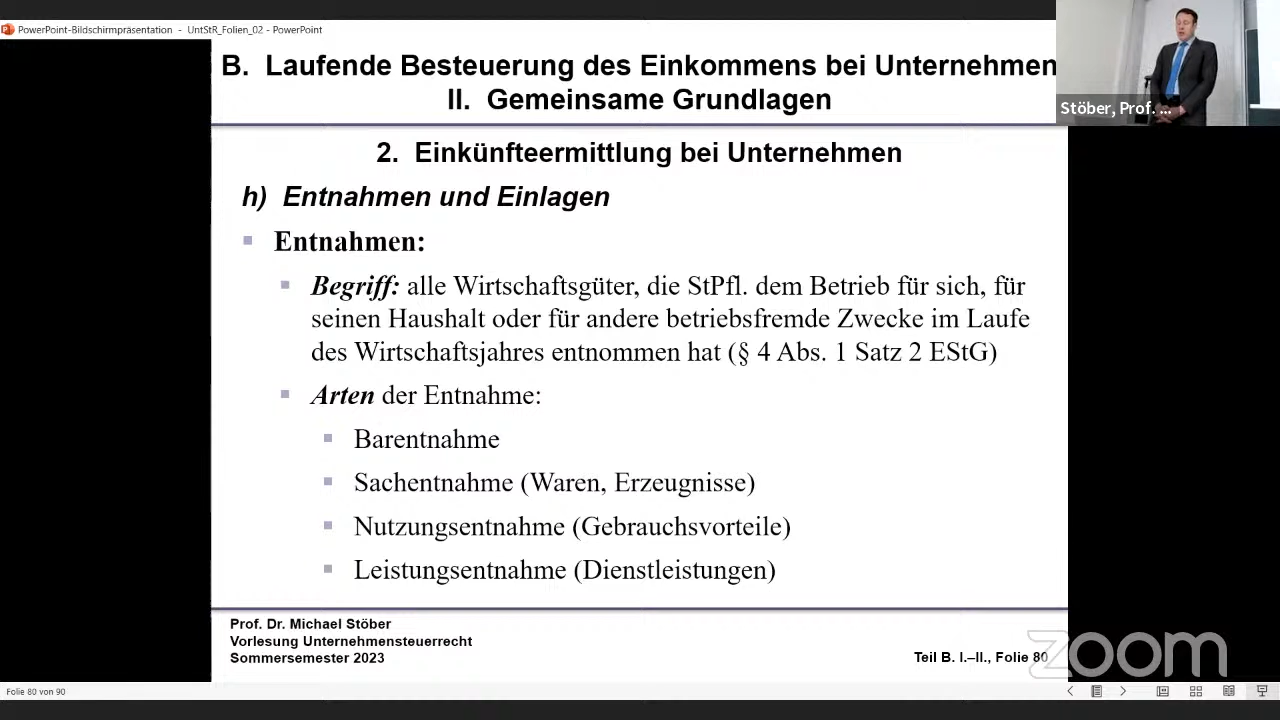 PowerPoint-Bildschirmpräsentation - UntStR_Folien_02 - PowerPoint
B. Laufende Besteuerung des Einkommens bei Unternehmen
II. Gemeinsame Grundlagen
Stöber, Prof. ...
2. Einkünfteermittlung bei Unternehmen
h) Entnahmen und Einlagen
Entnahmen:
Begriff: alle Wirtschaftsgüter, die StPfl. dem Betrieb für sich, für
seinen Haushalt oder für andere betriebsfremde Zwecke im Laufe
des Wirtschaftsjahres entnommen hat (§ 4 Abs. 1 Satz 2 EStG)
Arten der Entnahme:
Barentnahme
Sachentnahme (Waren, Erzeugnisse)
Nutzungsentnahme (Gebrauchsvorteile)
Leistungsentnahme (Dienstleistungen)
Prof. Dr. Michael Stöber
Vorlesung Unternehmensteuerrecht
Sommersemester 2023
Teil B. I.–II., Folie 80
zoom
Folie 80 von 90